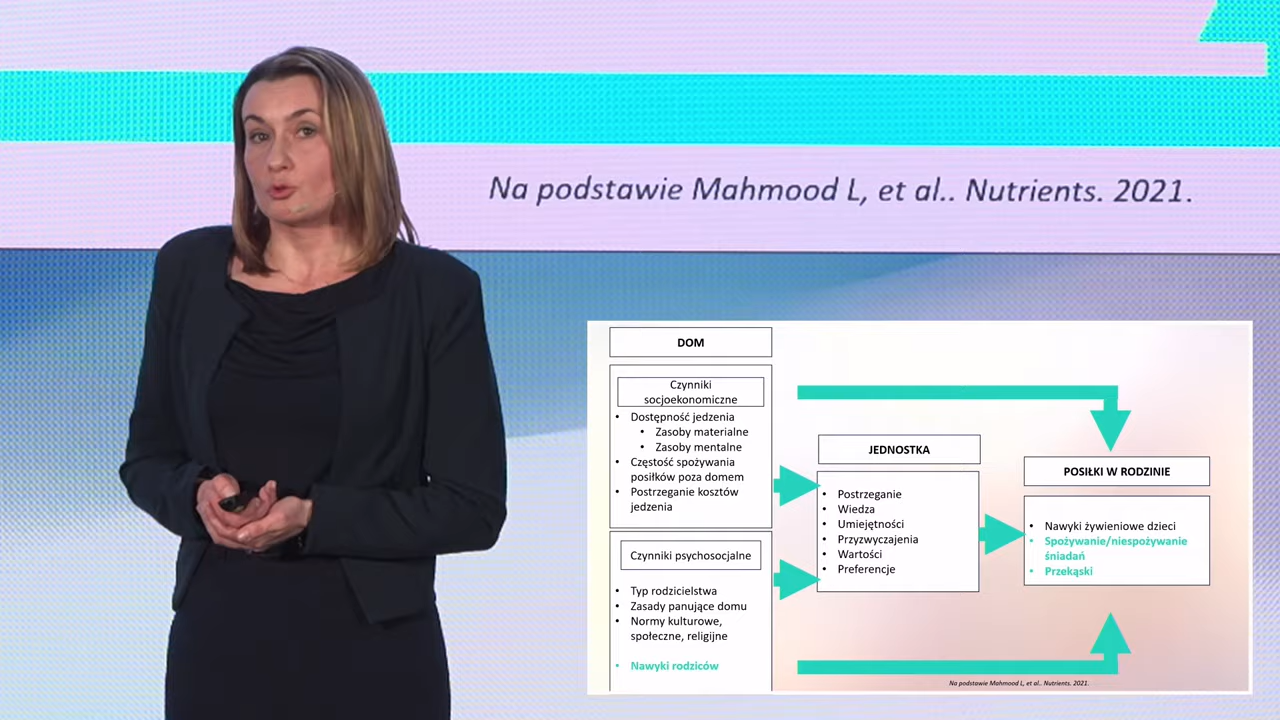 Na podstawie Mahmood L, et al.. Nutrients. 2021.
DOM
Czynniki
socjoekonomiczne
• Dostępność jedzenia
• Zasoby materialne
• Zasoby mentalne
• Częstość spożywania
posiłków poza domem
• Postrzeganie kosztów
jedzenia
Czynniki psychosocjalne
• Typ rodzicielstwa
• Zasady panujące domu
• Normy kulturowe,
społeczne, religijne
• Nawyki rodziców
JEDNOSTKA
• Postrzeganie
• Wiedza
• Umiejętności
• Przyzwyczajenia
• Wartości
• Preferencje
POSIŁKI W RODZINIE
• Nawyki żywieniowe dzieci
• Spożywanie/niespożywanie
śniadań
• Przekąski
Na podstawie Mahmood L, et al.. Nutrients. 2021.